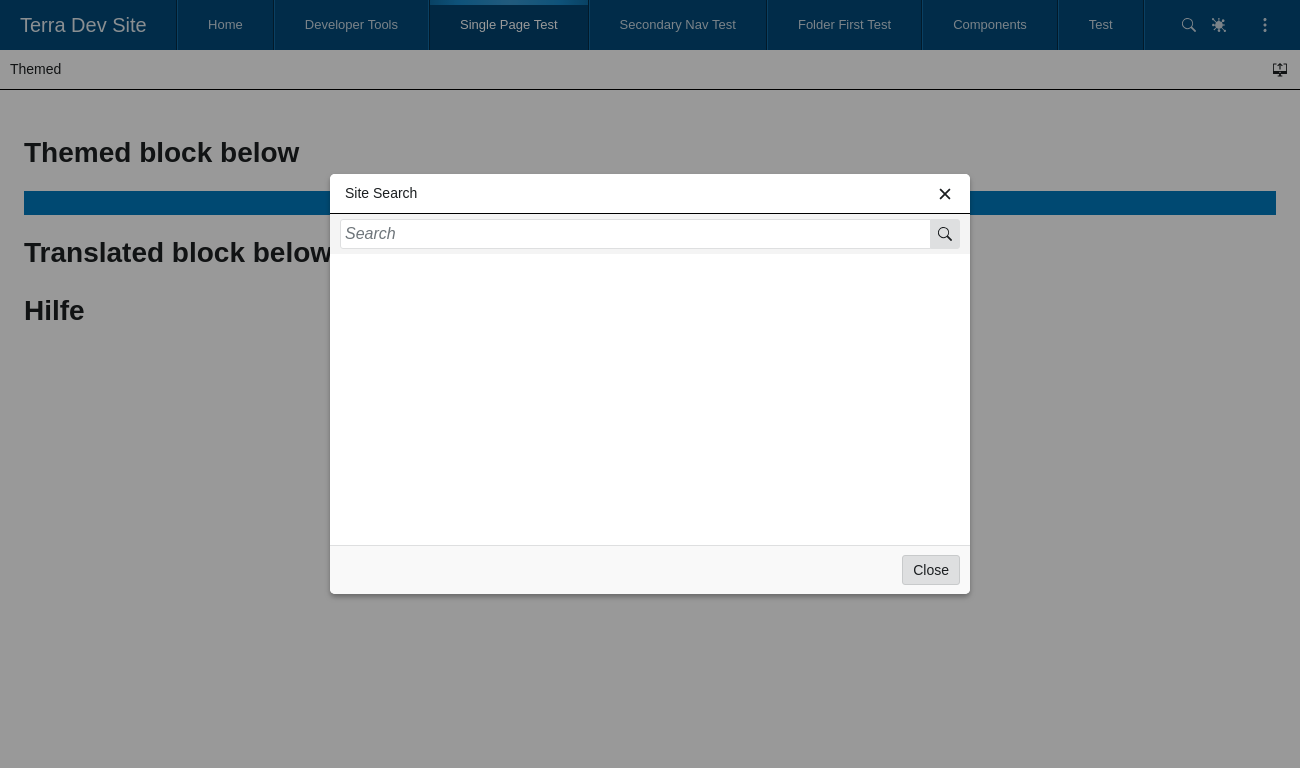 Terra Dev Site
Home
Developer Tools
Single Page Test
Secondary Nav Test
Folder First Test
Components
Test
Themed
Themed block below
Translated block below
Hilfe
Site Search
Search
Close